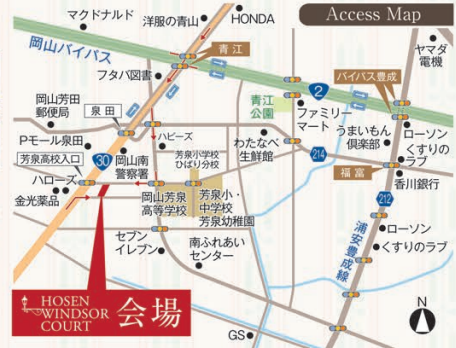 Access Map
マクドナルド
洋服の青山
HONDA
岡山バイパス
青江
ヤマダ
電機
フタバ図書
2
バイパス豊成
岡山芳田
郵便局
泉田
青江
公園
ファミリー
マート
うまいもん
倶楽部
ローソン
くすりの
ラブ
Pモール泉田
ハピーズ
わたなべ
生鮮館
214
芳泉高校入口
30
岡山南
警察署
芳泉小学校
ひばり分校
福富
香川銀行
ハローズ
金光薬品
岡山芳泉
高等学校
芳泉小・
中学校
芳泉幼稚園
212
セブン
イレブン
南ふれあい
センター
浦安豊成線
ローソン
くすりのラブ
HOSEN
WINDSOR
COURT
会場
GS
N